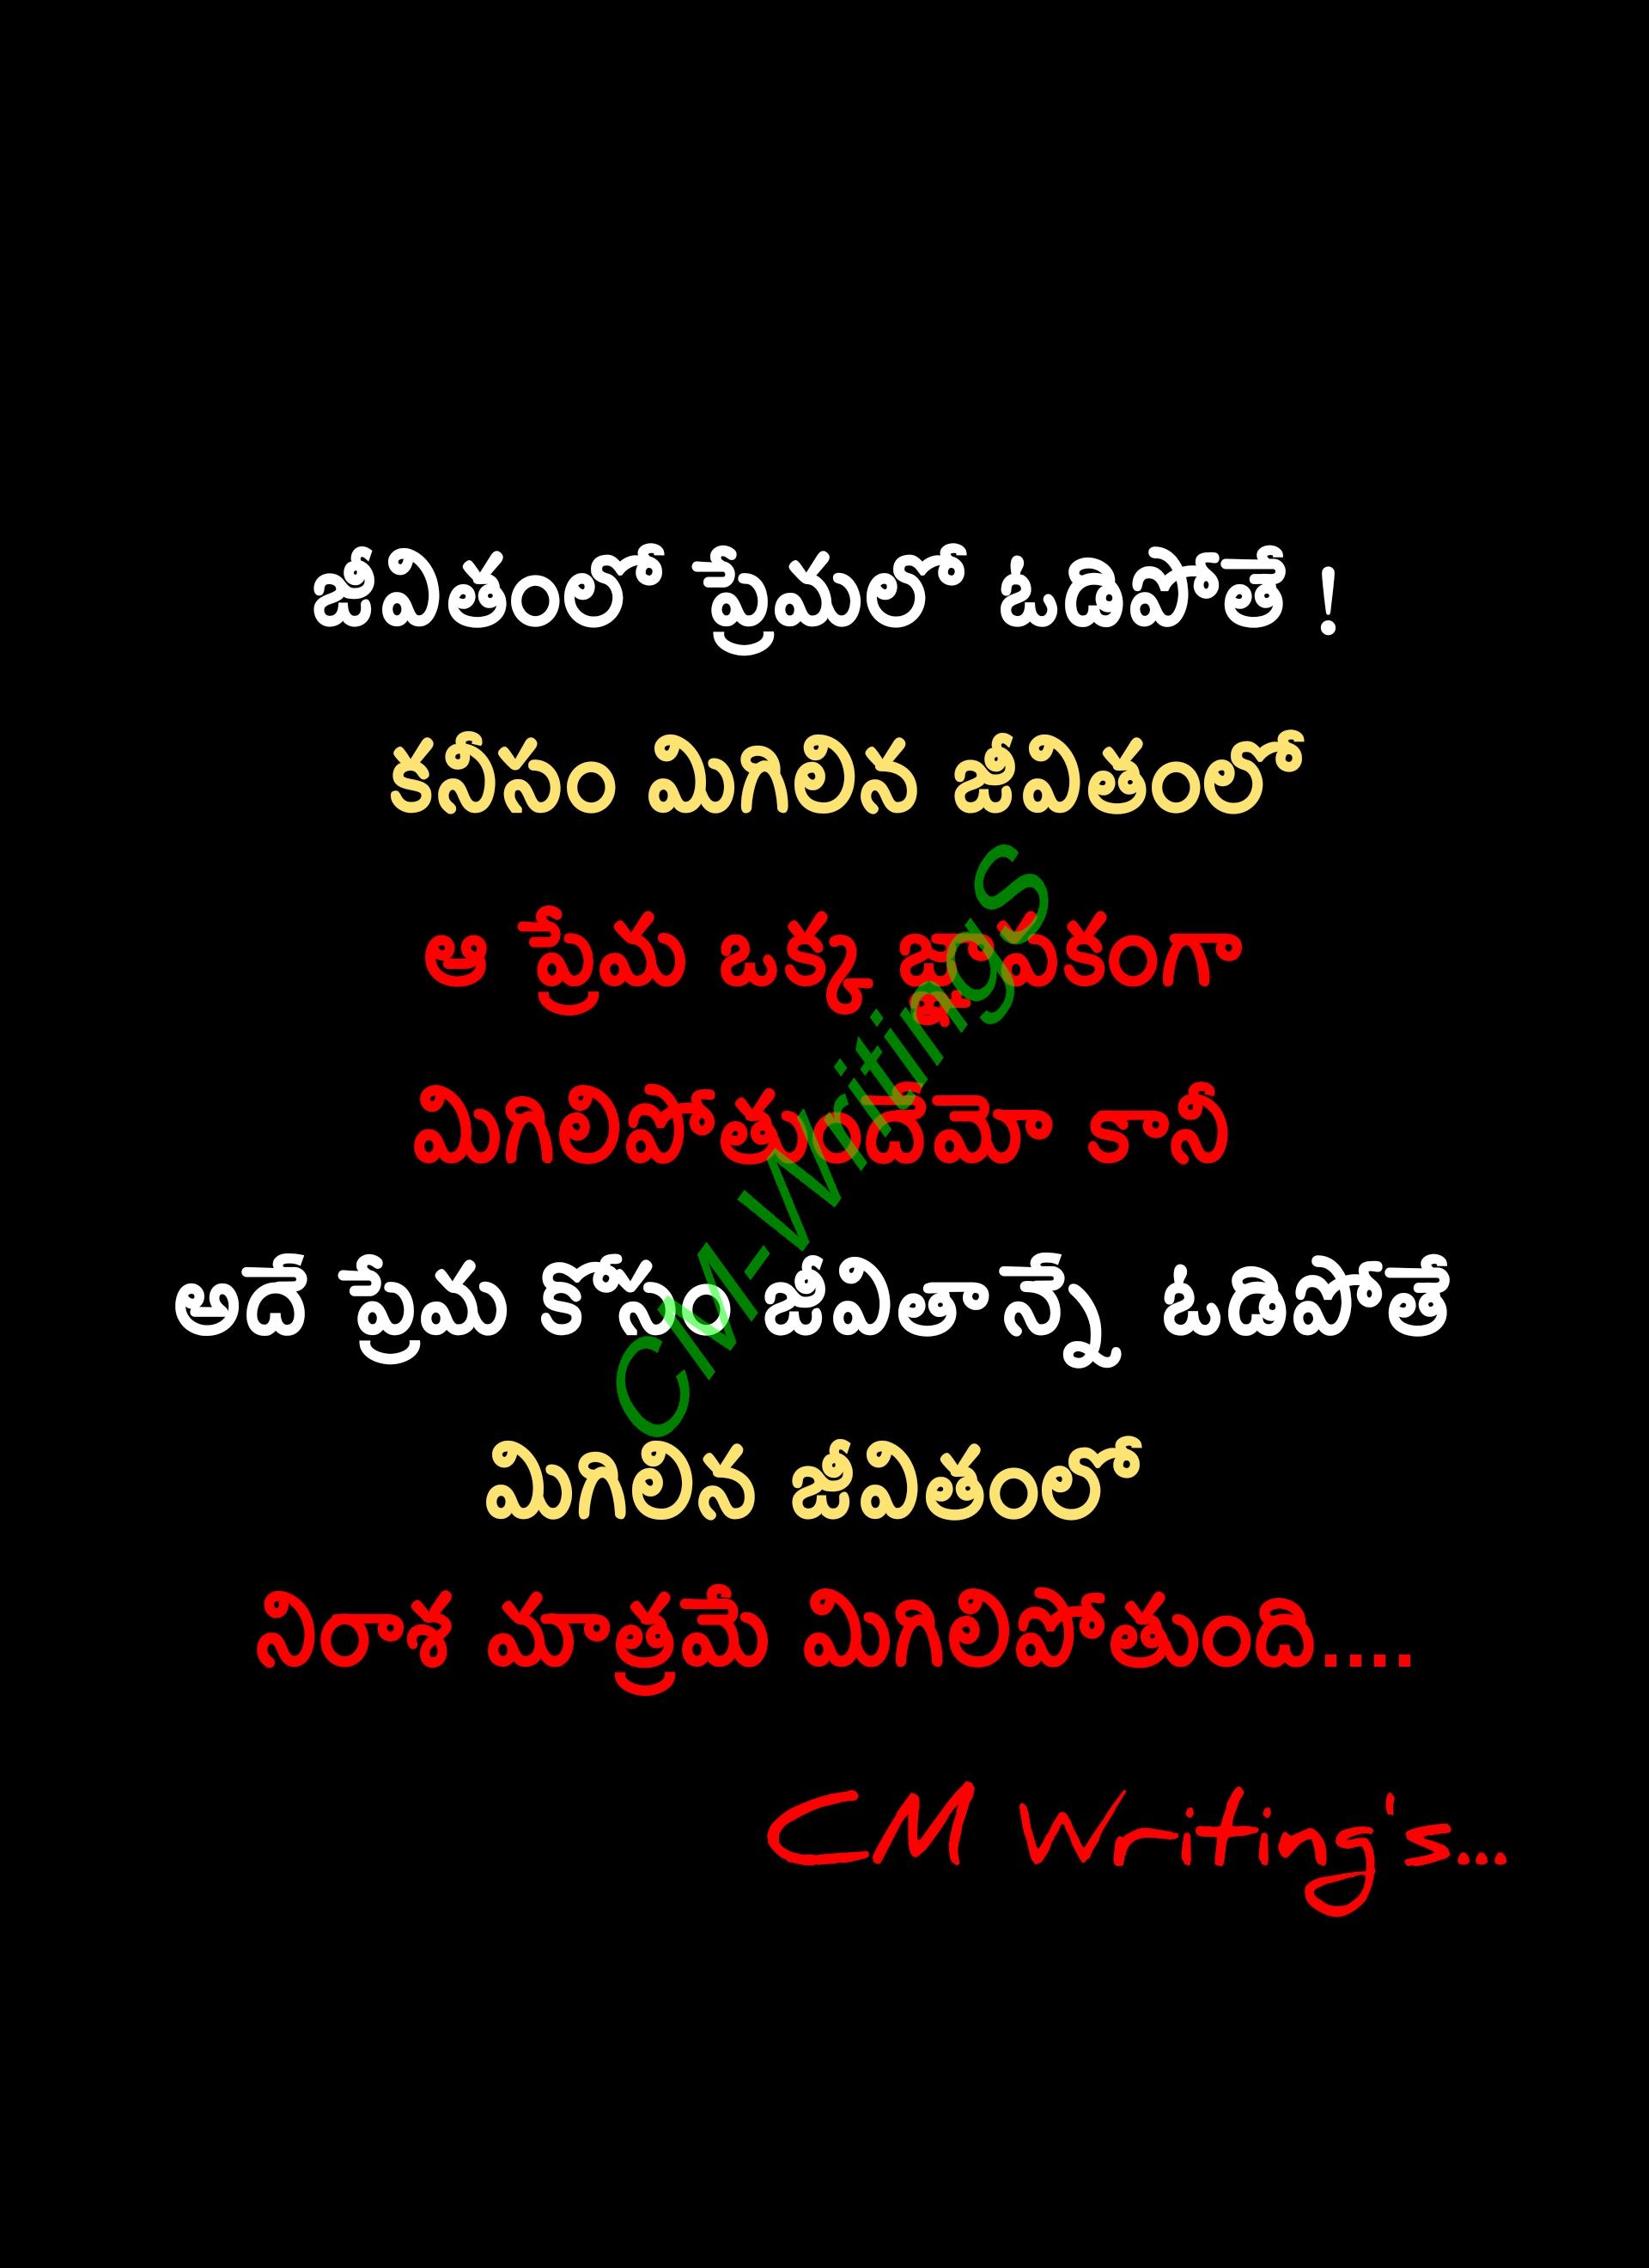 జీవితంలో ప్రేమలో ఓడిపోతే !
కనీసం మిగిలిన జీవితంలో
ఆ ప్రేమ ఒక్క జ్ఞాపకంగా
మిగిలిపోతుందేమో కానీ
అదే ప్రేమ కోసం జీవితాన్నే ఓడిపోతే
మిగిలిన జీవితంలో
నిరాశ మాత్రమే మిగిలిపోతుంది....
CM Writing's...
CM-Writings